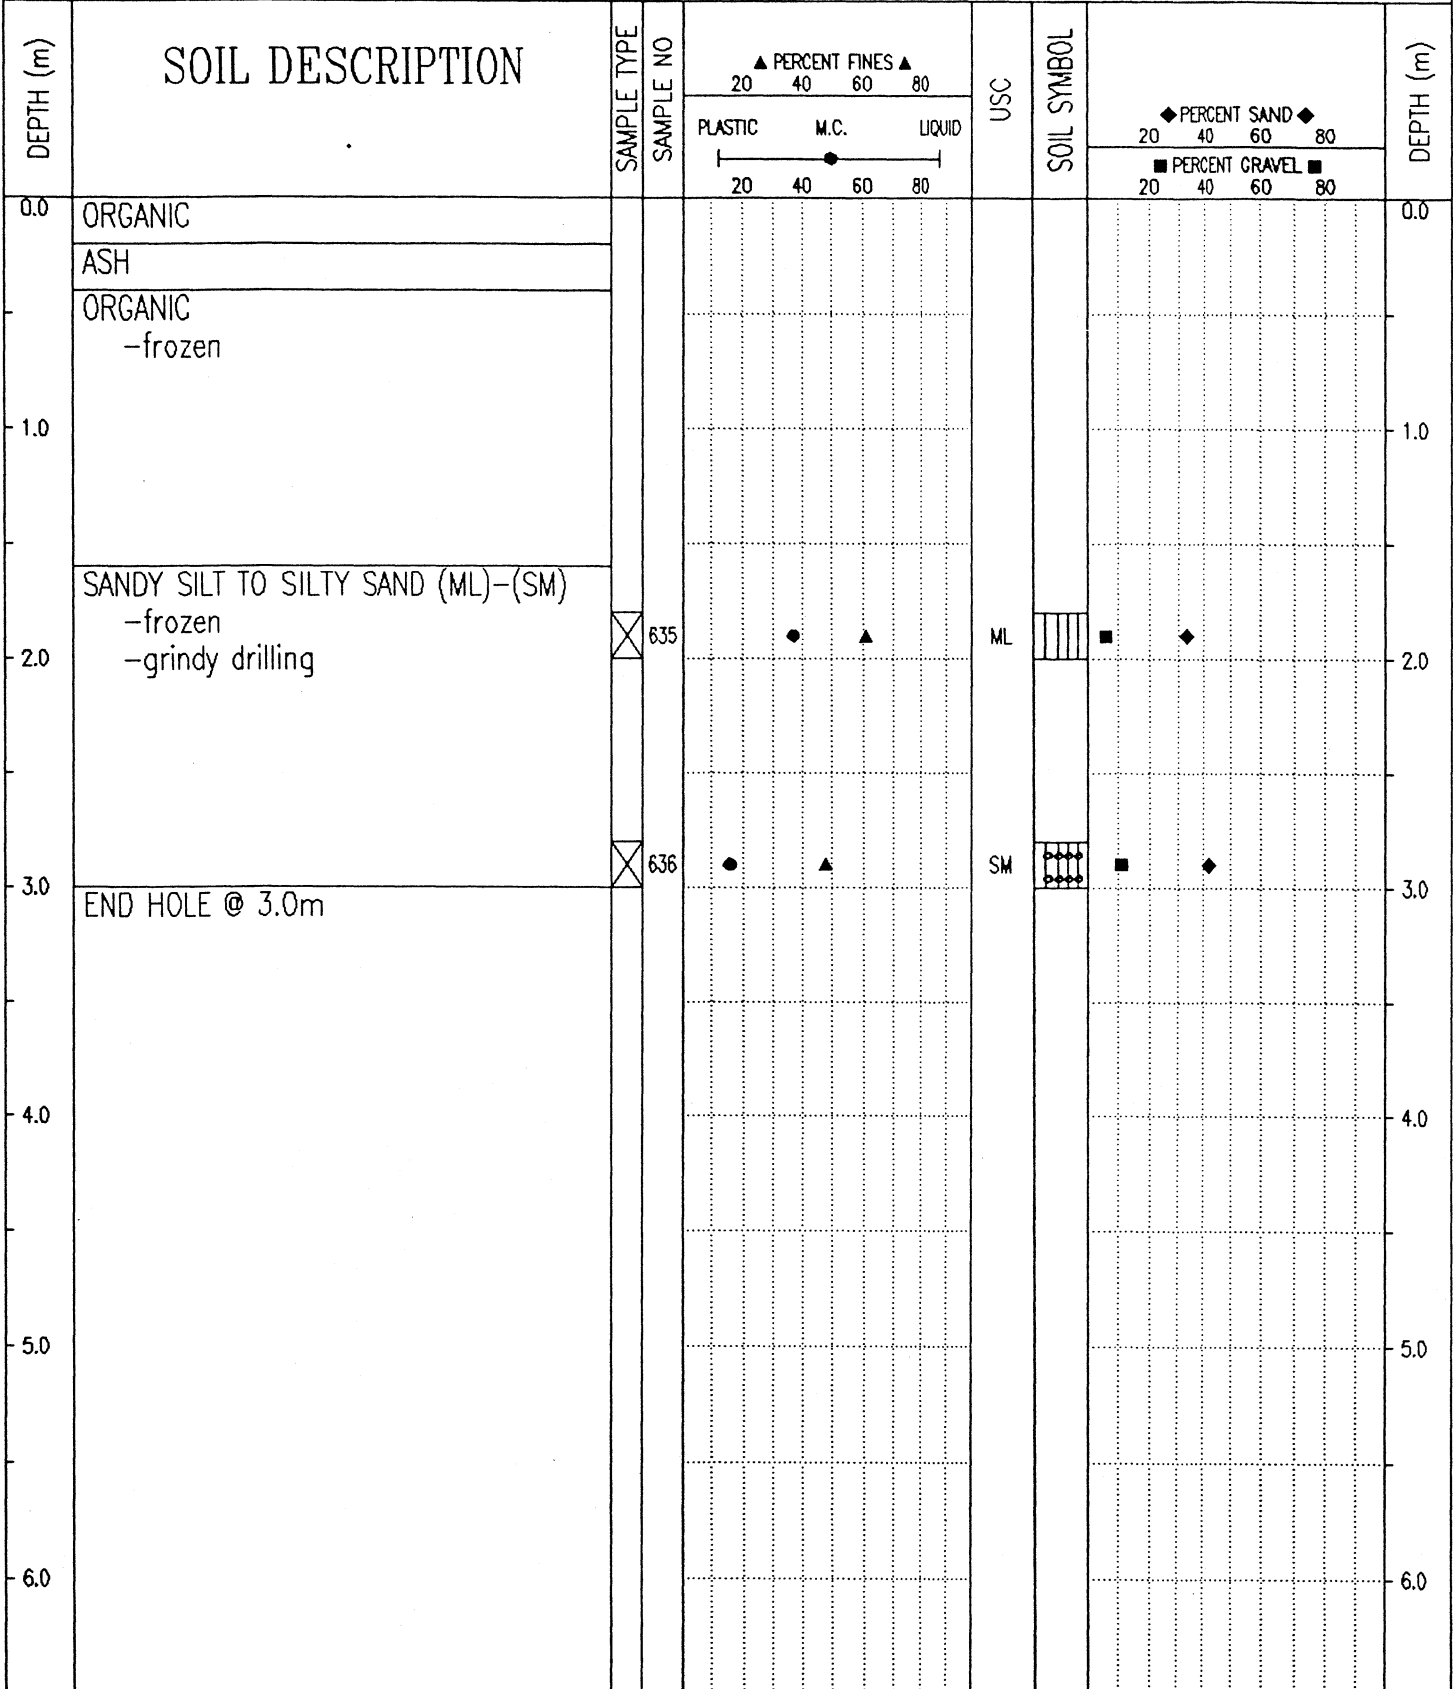 DEPTH (m)
SOIL DESCRIPTION
SAMPLE TYPE
SAMPLE NO
▲ PERCENT FINES ▲
20 40 60 80
PLASTIC M.C. LIQUID
20 40 60 80
USC
SOIL SYMBOL
◆ PERCENT SAND ◆
20 40 60 80
■ PERCENT GRAVEL ■
20 40 60 80
DEPTH (m)
0.0 ORGANIC 0.0
ASH
ORGANIC
-frozen
1.0 1.0
SANDY SILT TO SILTY SAND (ML)-(SM)
-frozen 635 ML
-grindy drilling
2.0 2.0
636 SM
3.0 3.0
END HOLE @ 3.0m
4.0 4.0
5.0 5.0
6.0 6.0